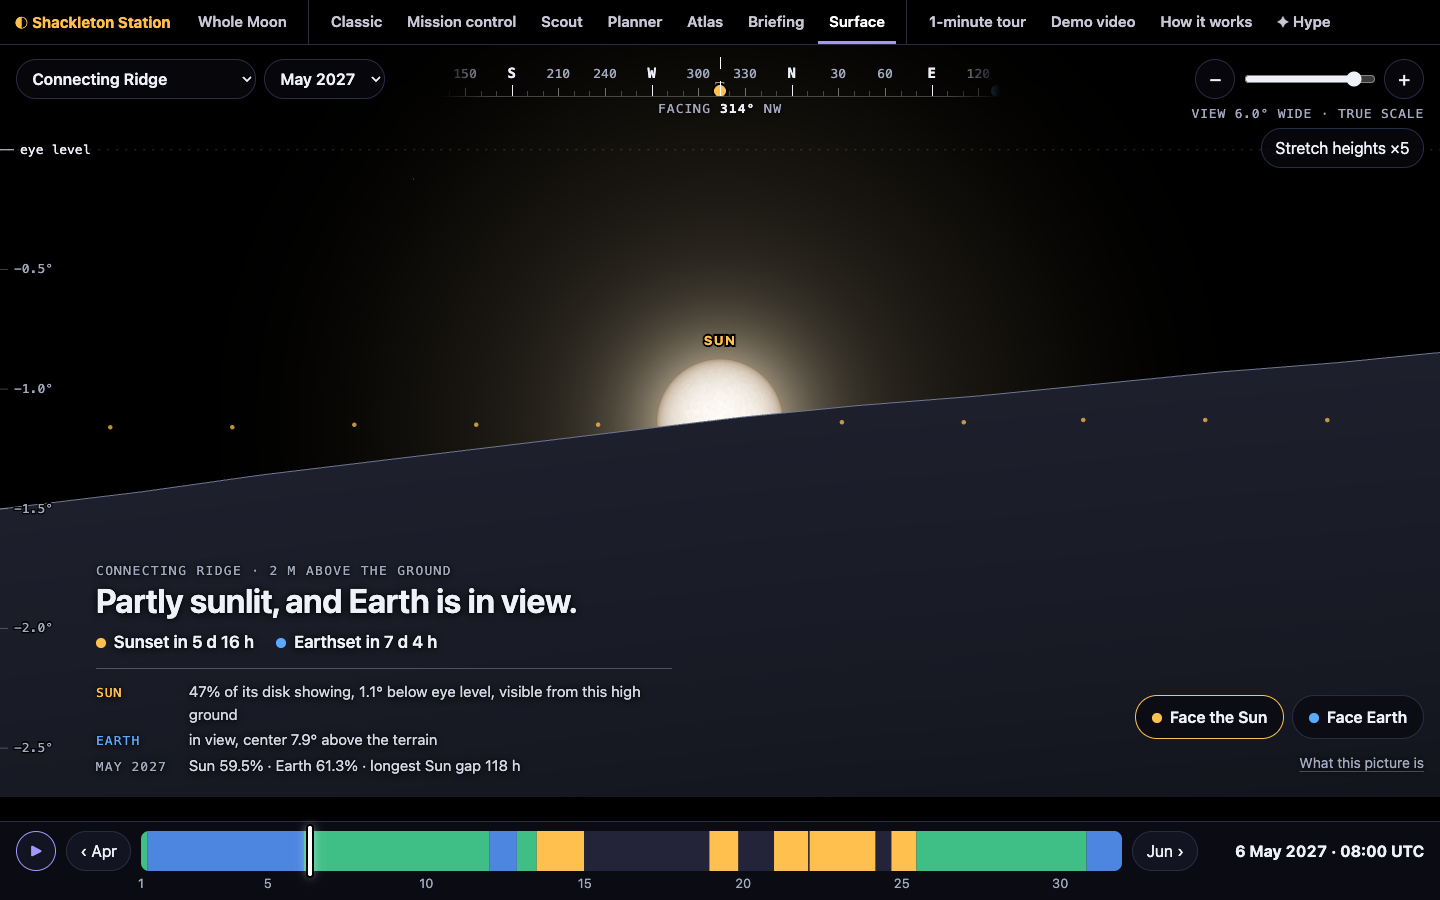 Shackleton Station Whole Moon Classic Mission control Scout Planner Atlas Briefing Surface 1-minute tour Demo video How it works ✦ Hype
Connecting Ridge May 2027
150 S 210 240 W 300 330 N 30 60 E 120
FACING 314° NW
VIEW 6.0° WIDE · TRUE SCALE
Stretch heights ×5
eye level
−0.5°
SUN
−1.0°
−1.5°
CONNECTING RIDGE · 2 M ABOVE THE GROUND
Partly sunlit, and Earth is in view.
−2.0°
Sunset in 5 d 16 h Earthset in 7 d 4 h
SUN 47% of its disk showing, 1.1° below eye level, visible from this high
ground
EARTH in view, center 7.9° above the terrain
−2.5°
MAY 2027 Sun 59.5% · Earth 61.3% · longest Sun gap 118 h
Face the Sun Face Earth
What this picture is
‹ Apr Jun › 6 May 2027 · 08:00 UTC
1 5 10 15 20 25 30